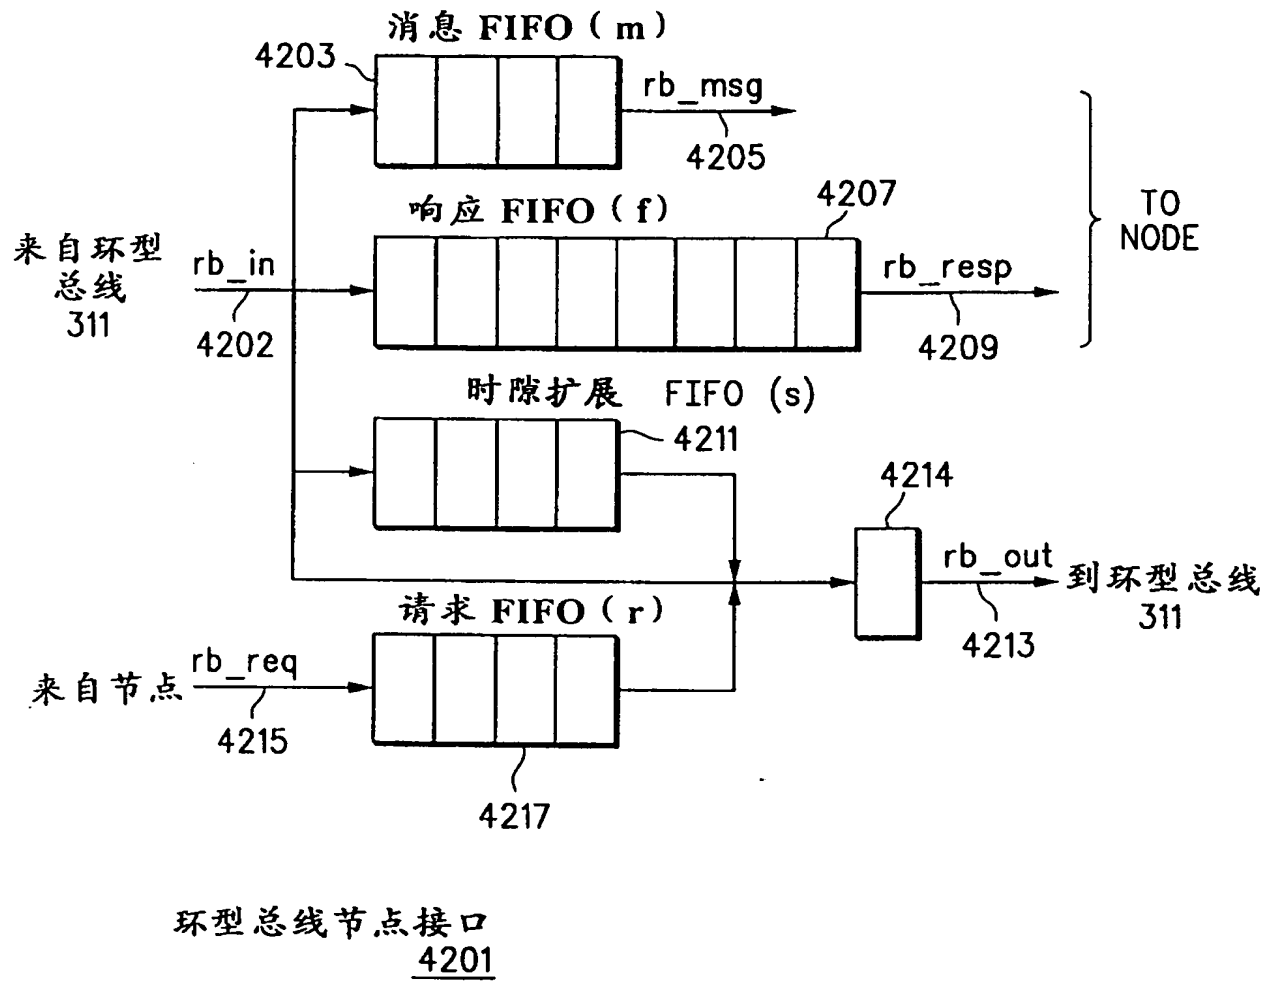 消息 FIFO ( m )
4203
rb_msg
4205
响应 FIFO ( f )
4207
TO
NODE
来自环型
总线
311
rb_in
4202
rb_resp
4209
时隙扩展 FIFO (s)
4211
4214
rb_out
到环型总线
311
4213
请求 FIFO ( r )
来自节点
rb_req
4215
4217
环型总线节点接口
4201